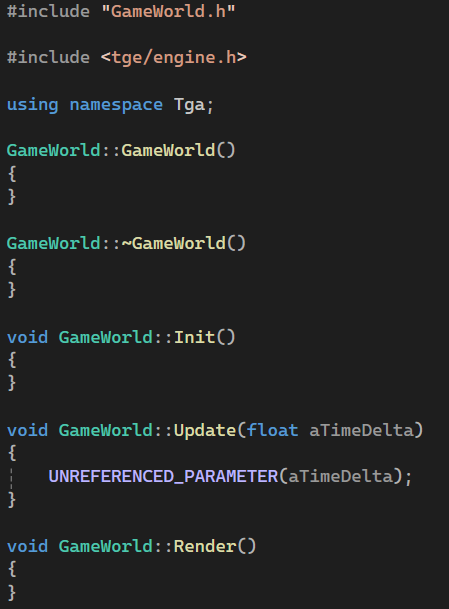 #include "GameWorld.h"
#include <tge/engine.h>
using namespace Tga;
GameWorld::GameWorld()
{
}
GameWorld::~GameWorld()
{
}
void GameWorld::Init()
{
}
void GameWorld::Update(float aTimeDelta)
{
    UNREFERENCED_PARAMETER(aTimeDelta);
}
void GameWorld::Render()
{
}